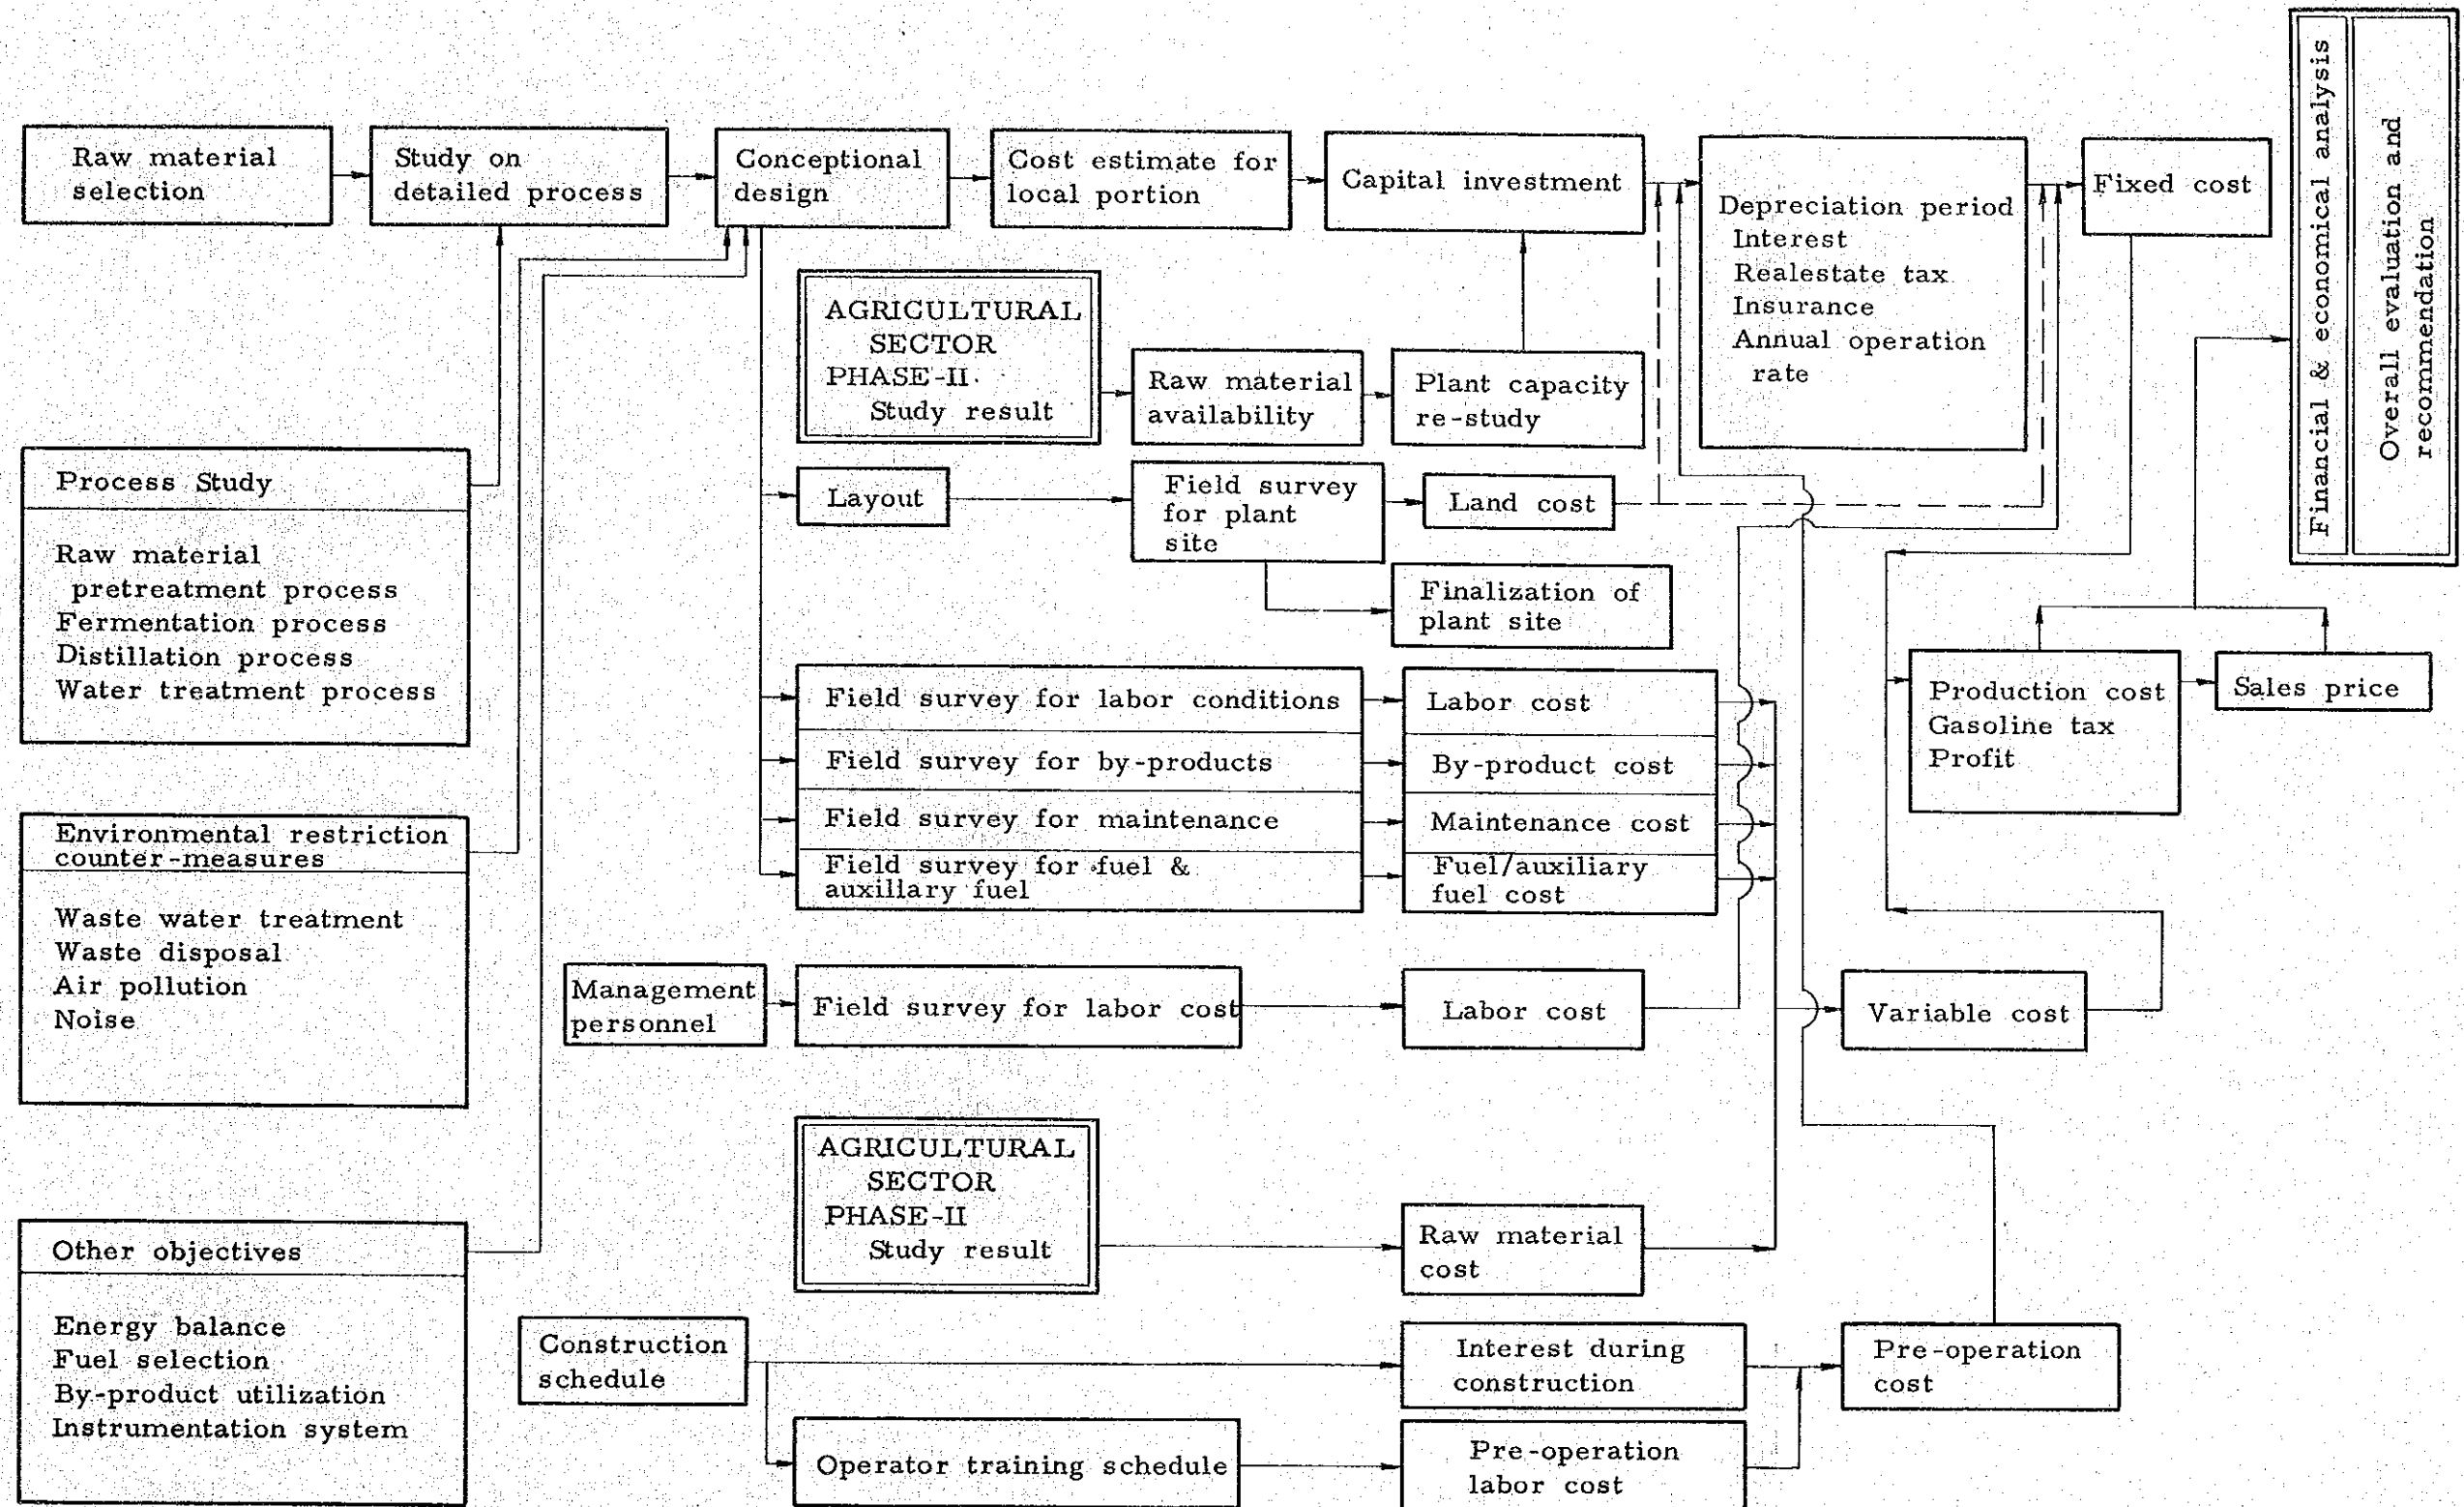 Raw material
selection
Study on
detailed process
Conceptional
design
Cost estimate for
local portion
Capital investment
Depreciation period
Interest
Realestate tax
Insurance
Annual operation
rate
Fixed cost
Financial & economical analysis
Overall evaluation and
recommendation
AGRICULTURAL
SECTOR
PHASE-II
Study result
Raw material
availability
Plant capacity
re-study
Process Study
Raw material
pretreatment process
Fermentation process
Distillation process
Water treatment process
Layout
Field survey
for plant
site
Land cost
Finalization of
plant site
Field survey for labor conditions
Labor cost
Field survey for by-products
By-product cost
Field survey for maintenance
Maintenance cost
Field survey for fuel &
auxillary fuel
Fuel/auxiliary
fuel cost
Production cost
Gasoline tax
Profit
Sales price
Environmental restriction
counter-measures
Waste water treatment
Waste disposal
Air pollution
Noise
Management
personnel
Field survey for labor cost
Labor cost
Variable cost
AGRICULTURAL
SECTOR
PHASE-II
Study result
Raw material
cost
Other objectives
Energy balance
Fuel selection
By-product utilization
Instrumentation system
Construction
schedule
Interest during
construction
Pre-operation
cost
Operator training schedule
Pre-operation
labor cost